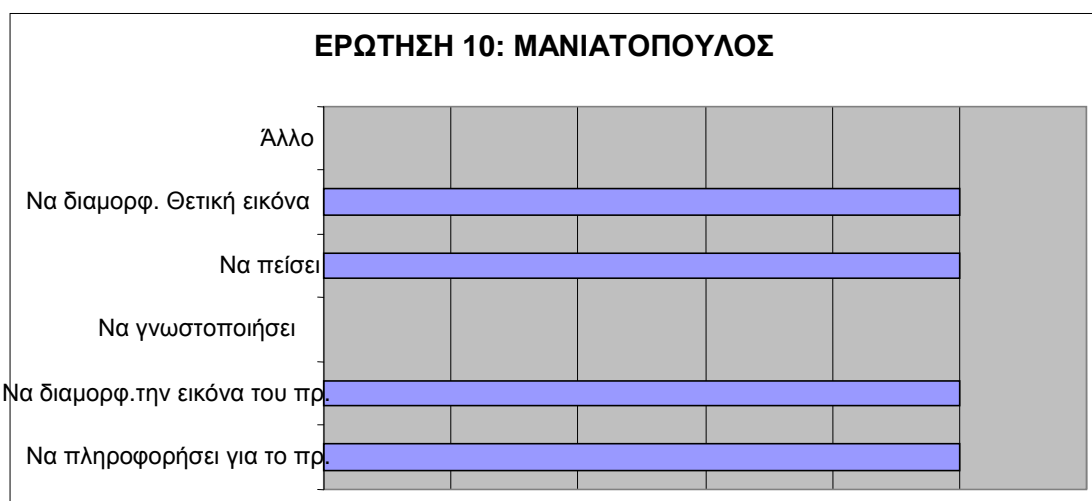 ΕΡΩΤΗΣΗ 10: ΜΑΝΙΑΤΟΠΟΥΛΟΣ
Άλλο
Να διαμορφ. Θετική εικόνα
Να πείσει
Να γνωστοποιήσει
Να διαμορφ.την εικόνα του πρ.
Να πληροφορήσει για το πρ.